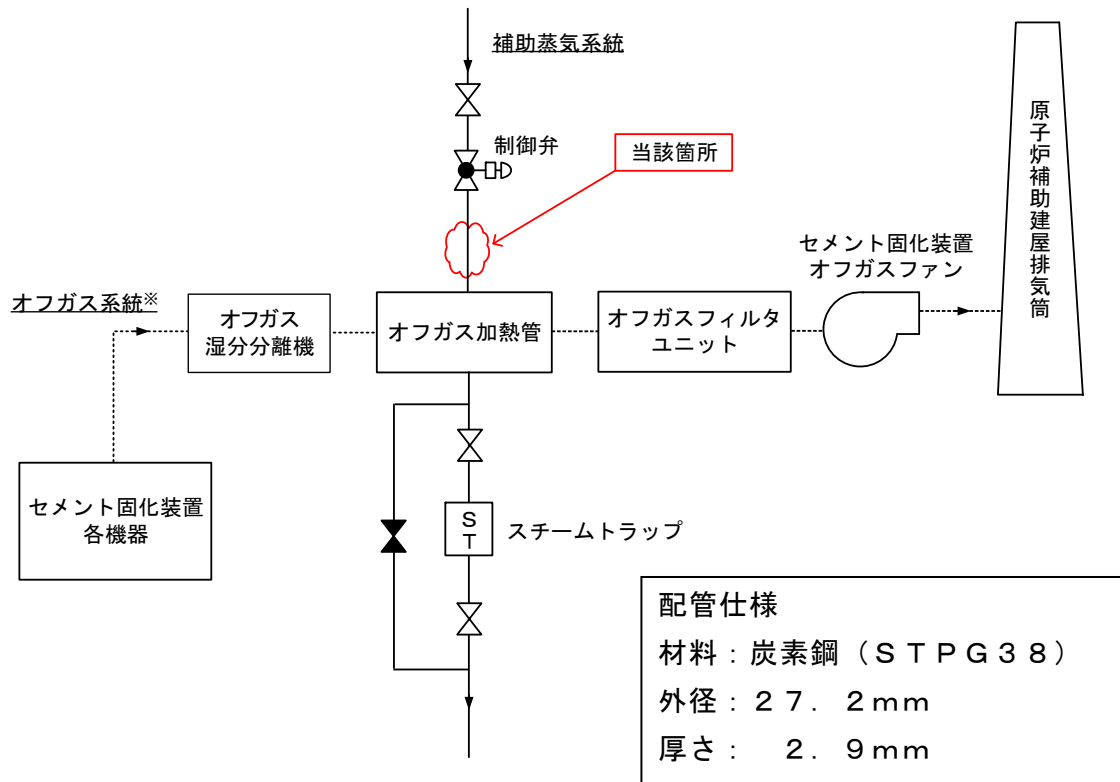 補助蒸気系統
制御弁
当該箇所
原子炉補助建屋排気筒
セメント固化装置
オフガスファン
オフガス系統※
オフガス
湿分分離機
オフガス加熱管
オフガスフィルタ
ユニット
セメント固化装置
各機器
ST
スチームトラップ
配管仕様
材料：炭素鋼（ＳＴＰＧ３８）
外径：２７．２mm
厚さ：　２．９mm